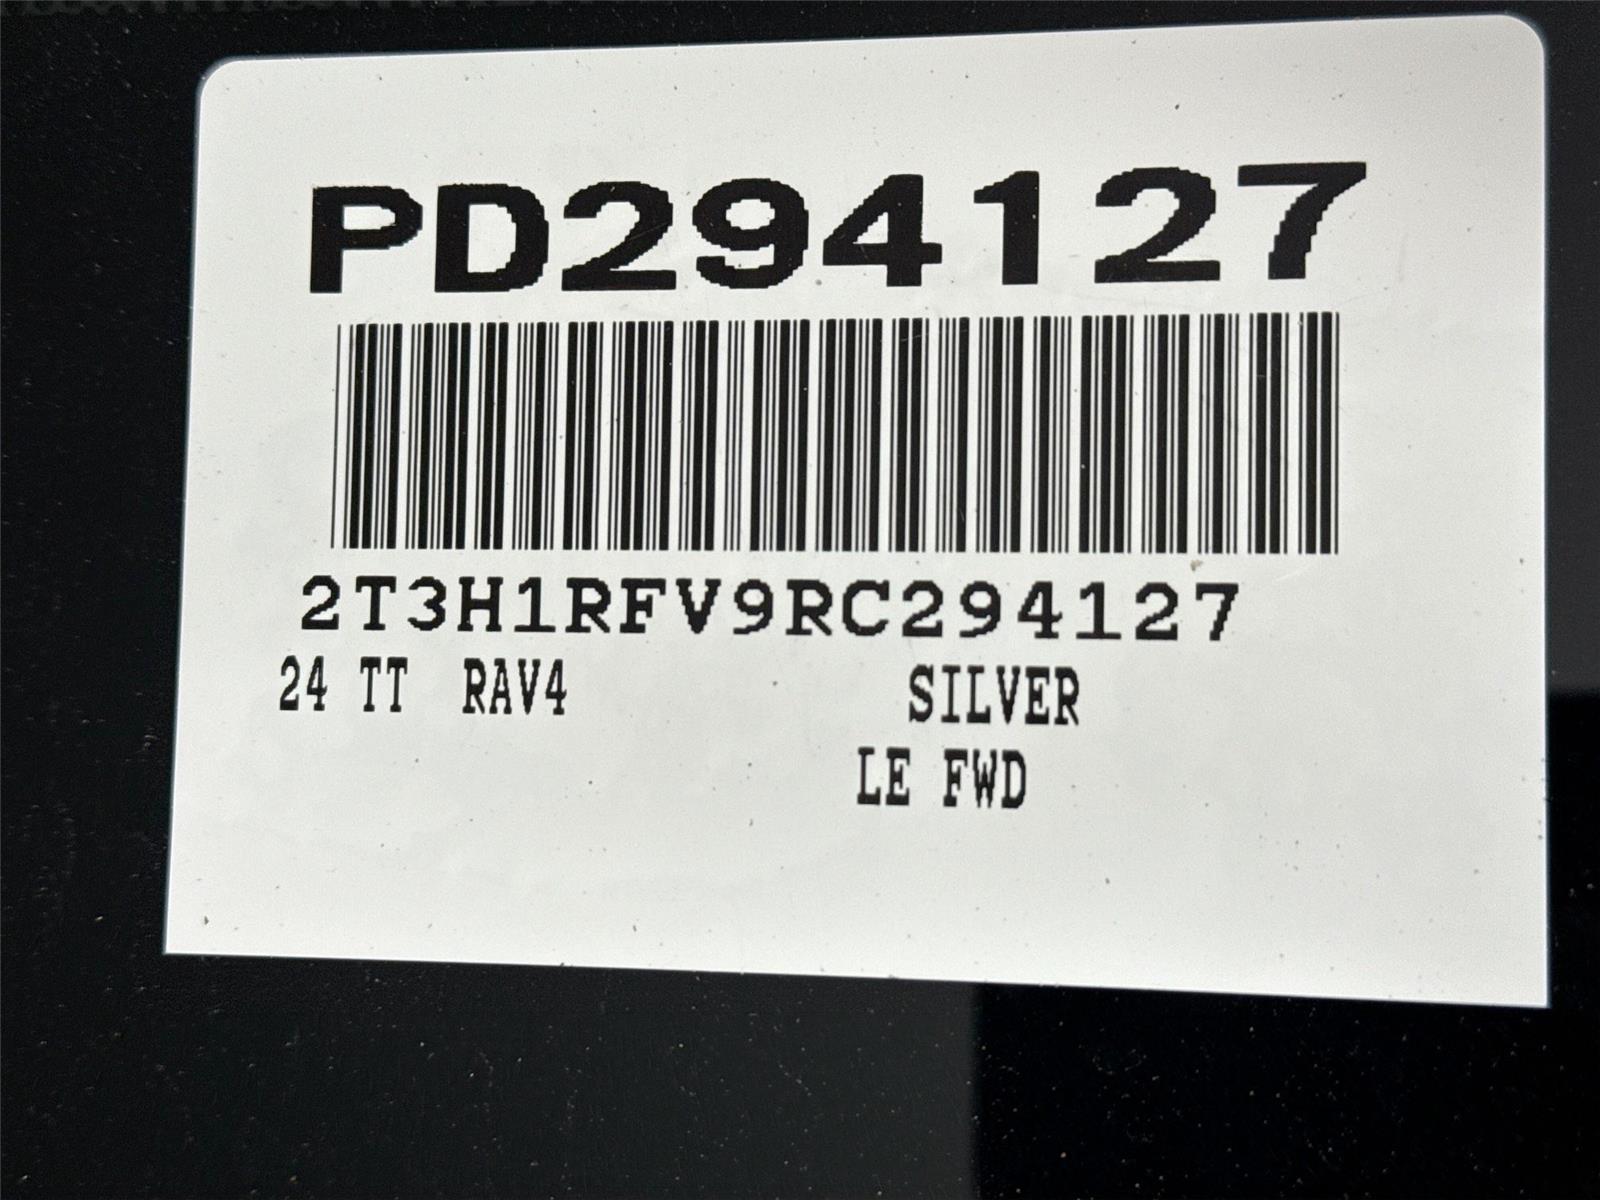 PD294127
2T3H1RFV9RC294127
24 TT RAV4 SILVER
LE FWD